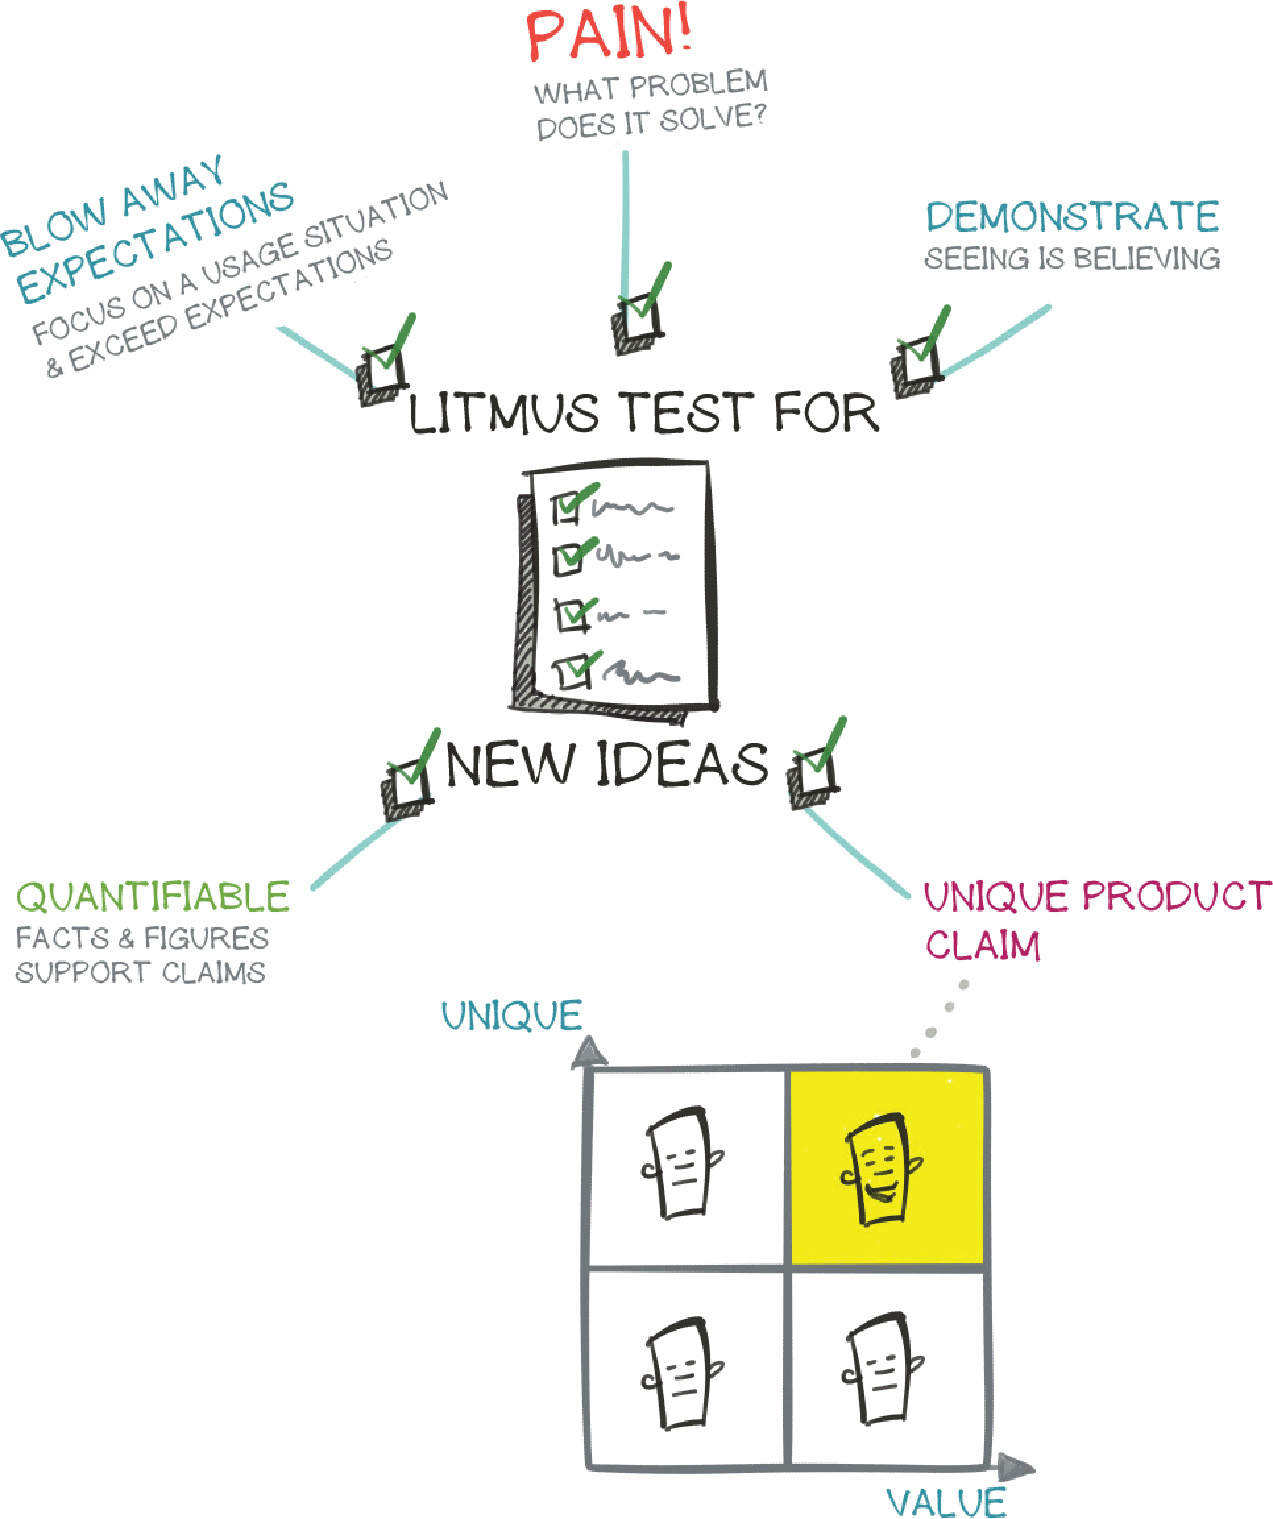 PAIN!
WHAT PROBLEM
DOES IT SOLVE?
BLOW AWAY
EXPECTATIONS
FOCUS ON A USAGE SITUATION
& EXCEED EXPECTATIONS
DEMONSTRATE
SEEING IS BELIEVING
LITMUS TEST FOR
NEW IDEAS
QUANTIFIABLE
FACTS & FIGURES
SUPPORT CLAIMS
UNIQUE PRODUCT
CLAIM
UNIQUE
VALUE